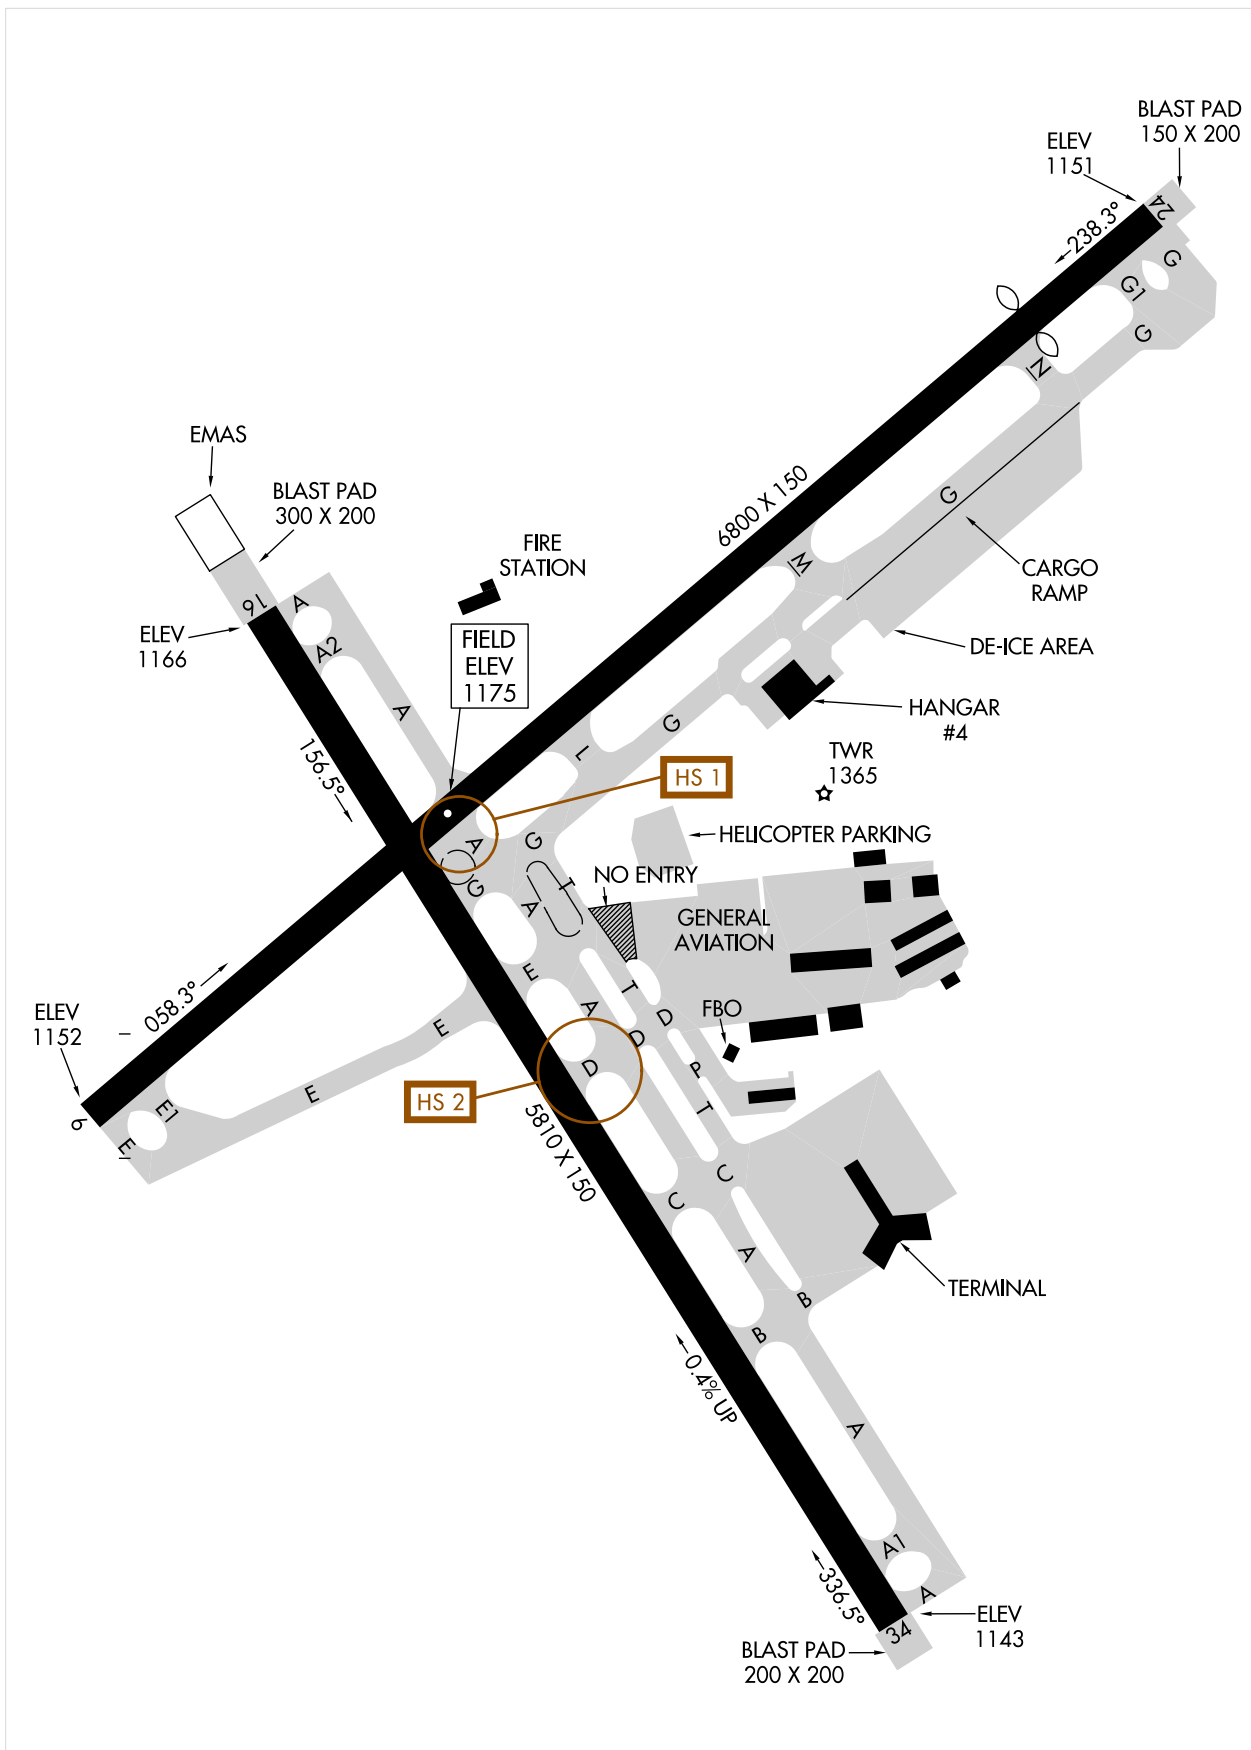 BLAST PAD
150 X 200
ELEV
1151
24
238.3°
G
G1
G
N
EMAS
BLAST PAD
300 X 200
6800 X 150
G
FIRE
STATION
M
CARGO
RAMP
16
A
ELEV
1166
A2
FIELD
ELEV
1175
DE-ICE AREA
A
HANGAR
#4
G
L
156.5°
TWR
1365
HS 1
HELICOPTER PARKING
A
G
NO ENTRY
T
G
A
GENERAL
AVIATION
E
058.3°
ELEV
1152
T
A
FBO
D
E
D
D
P
E
HS 2
T
6
E1
E
5810 X 150
C
C
A
TERMINAL
B
B
0.4% UP
A
A1
336.5°
A
34
ELEV
1143
BLAST PAD
200 X 200